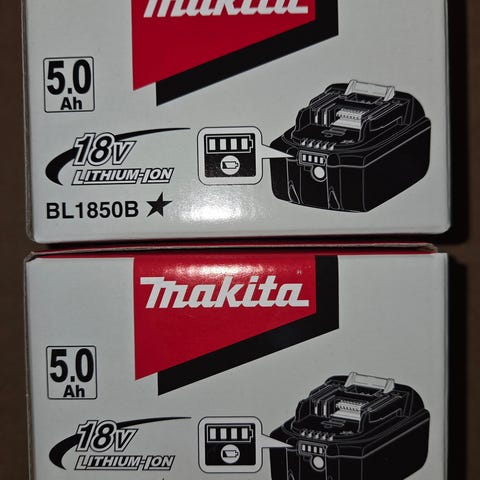 makita
5.0
Ah
18V
LITHIUM-ION
BL1850B ★
makita
5.0
Ah
18V
LITHIUM-ION